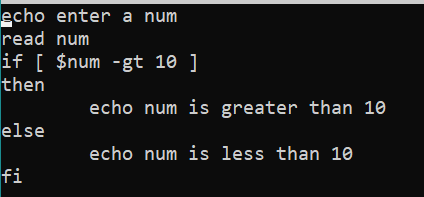 echo enter a num
read num
if [ $num -gt 10 ]
then
        echo num is greater than 10
else
        echo num is less than 10
fi